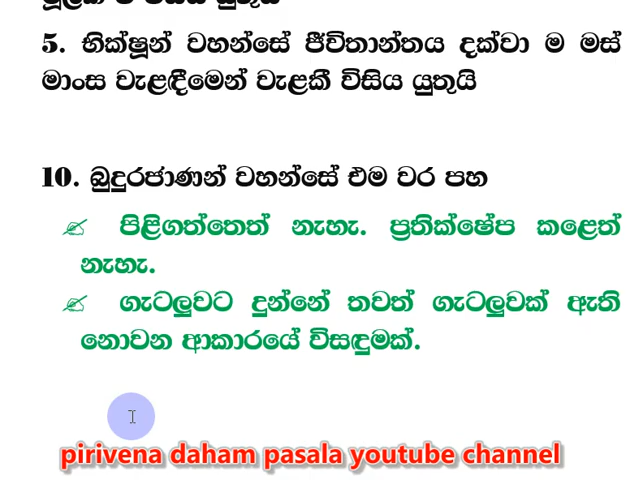 5. භික්ෂූන් වහන්සේ ජීවිතාන්තය දක්වා ම මස්
මාංස වැළඳීමෙන් වැළකී විසිය යුතුයි
10. බුදුරජාණන් වහන්සේ එම වර පහ
පිළිගත්තෙත් නැහැ. ප්‍රතික්ෂේප කළෙත්
නැහැ.
ගැටලුවට දුන්නේ තවත් ගැටලුවක් ඇති
නොවන ආකාරයේ විසඳුමක්.
pirivena daham pasala youtube channel